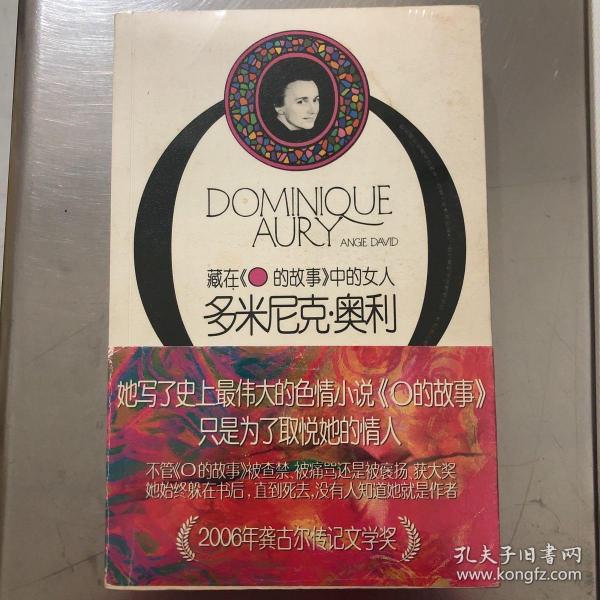 DOMINIQUE
AURY
ANGIE DAVID
藏在《O的故事》中的女人
多米尼克·奥利
她写了史上最伟大的色情小说《O的故事》
只是为了取悦她的情人
不管《O的故事》被查禁、被痛骂还是被褒扬、获大奖
她始终躲在书后,直到死去,没有人知道她就是作者
2006年龚古尔传记文学奖
孔夫子旧书网
www.kongfz.com